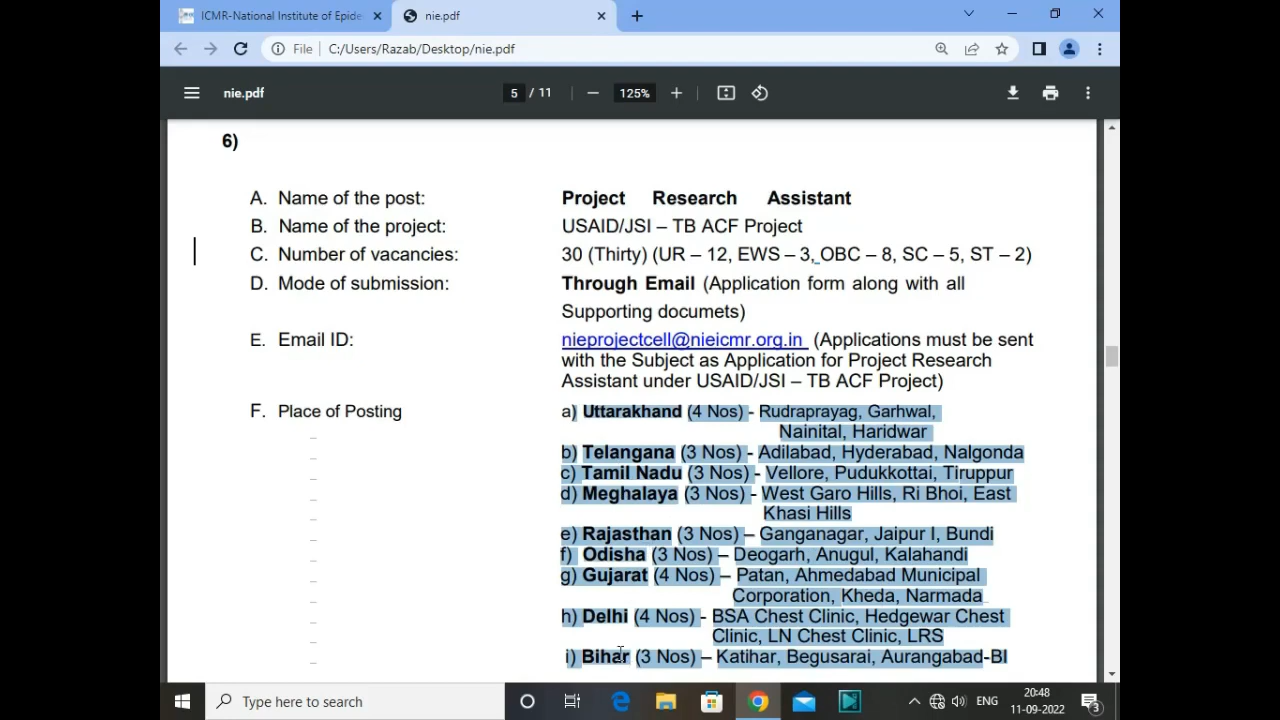 ICMR-National Institute of Epide
nie.pdf
File
C:/Users/Razab/Desktop/nie.pdf
nie.pdf
5 / 11
125%
6)
A. Name of the post: Project Research Assistant
B. Name of the project: USAID/JSI – TB ACF Project
C. Number of vacancies: 30 (Thirty) (UR – 12, EWS – 3, OBC – 8, SC – 5, ST – 2)
D. Mode of submission: Through Email (Application form along with all
Supporting documets)
E. Email ID: nieprojectcell@nieicmr.org.in (Applications must be sent
with the Subject as Application for Project Research
Assistant under USAID/JSI – TB ACF Project)
F. Place of Posting a) Uttarakhand (4 Nos) - Rudraprayag, Garhwal,
Nainital, Haridwar
b) Telangana (3 Nos) - Adilabad, Hyderabad, Nalgonda
c) Tamil Nadu (3 Nos) - Vellore, Pudukkottai, Tiruppur
d) Meghalaya (3 Nos) - West Garo Hills, Ri Bhoi, East
Khasi Hills
e) Rajasthan (3 Nos) – Ganganagar, Jaipur I, Bundi
f) Odisha (3 Nos) – Deogarh, Anugul, Kalahandi
g) Gujarat (4 Nos) – Patan, Ahmedabad Municipal
Corporation, Kheda, Narmada
h) Delhi (4 Nos) - BSA Chest Clinic, Hedgewar Chest
Clinic, LN Chest Clinic, LRS
i) Bihar (3 Nos) – Katihar, Begusarai, Aurangabad-BI
Type here to search
ENG
20:48
11-09-2022
3